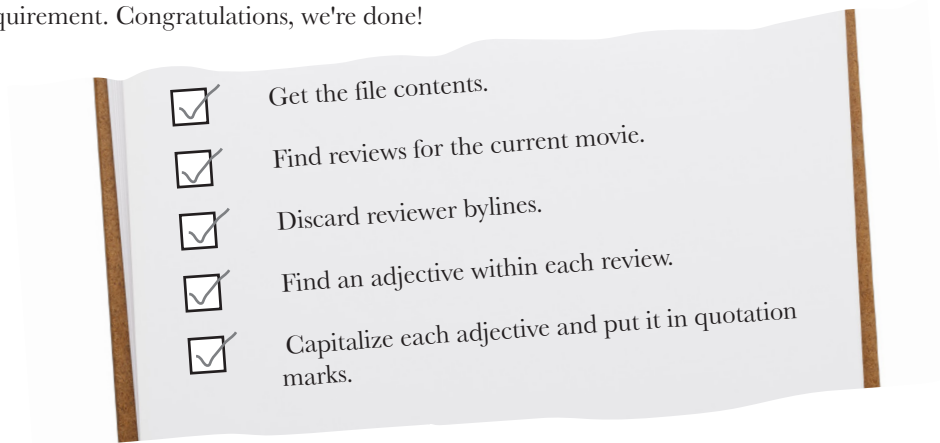 quirement. Congratulations, we're done!
Get the file contents.
Find reviews for the current movie.
Discard reviewer bylines.
Find an adjective within each review.
Capitalize each adjective and put it in quotation
marks.